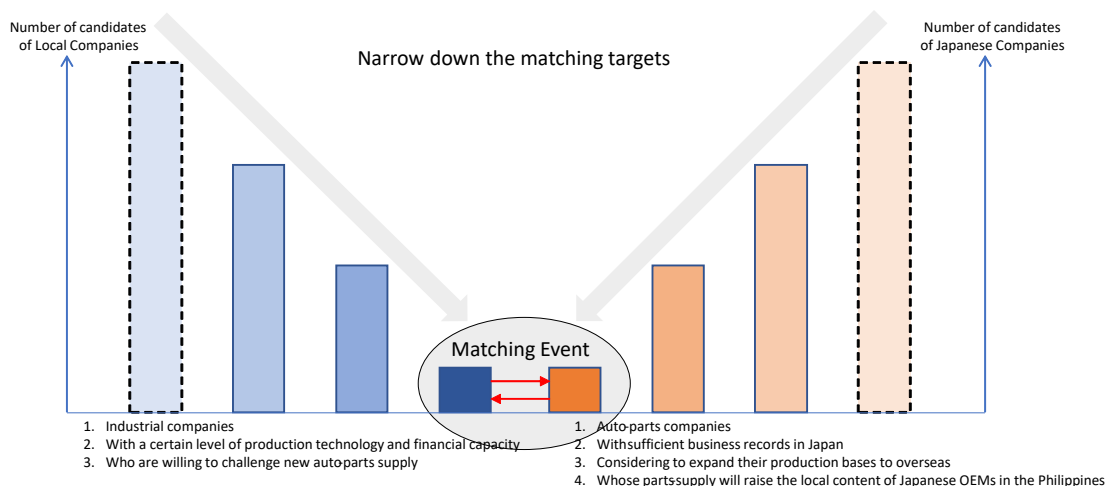 Number of candidates
of Local Companies
Number of candidates
of Japanese Companies
Narrow down the matching targets
Matching Event
1. Industrial companies
2. With a certain level of production technology and financial capacity
3. Who are willing to challenge new auto-parts supply
1. Auto-parts companies
2. With sufficient business records in Japan
3. Considering to expand their production bases to overseas
4. Whose parts supply will raise the local content of Japanese OEMs in the Philippines